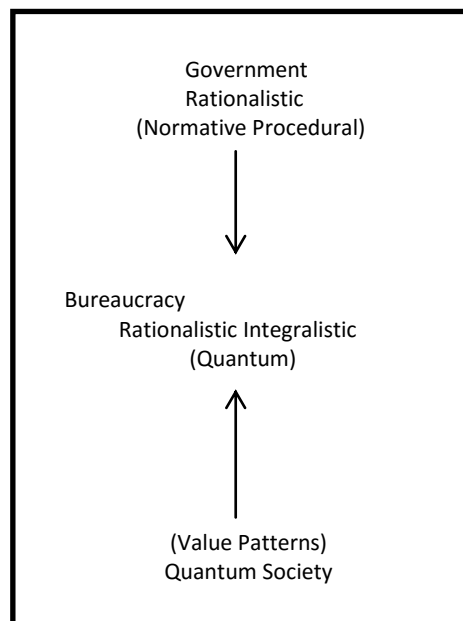 Government
Rationalistic
(Normative Procedural)
Bureaucracy
Rationalistic Integralistic
(Quantum)
(Value Patterns)
Quantum Society